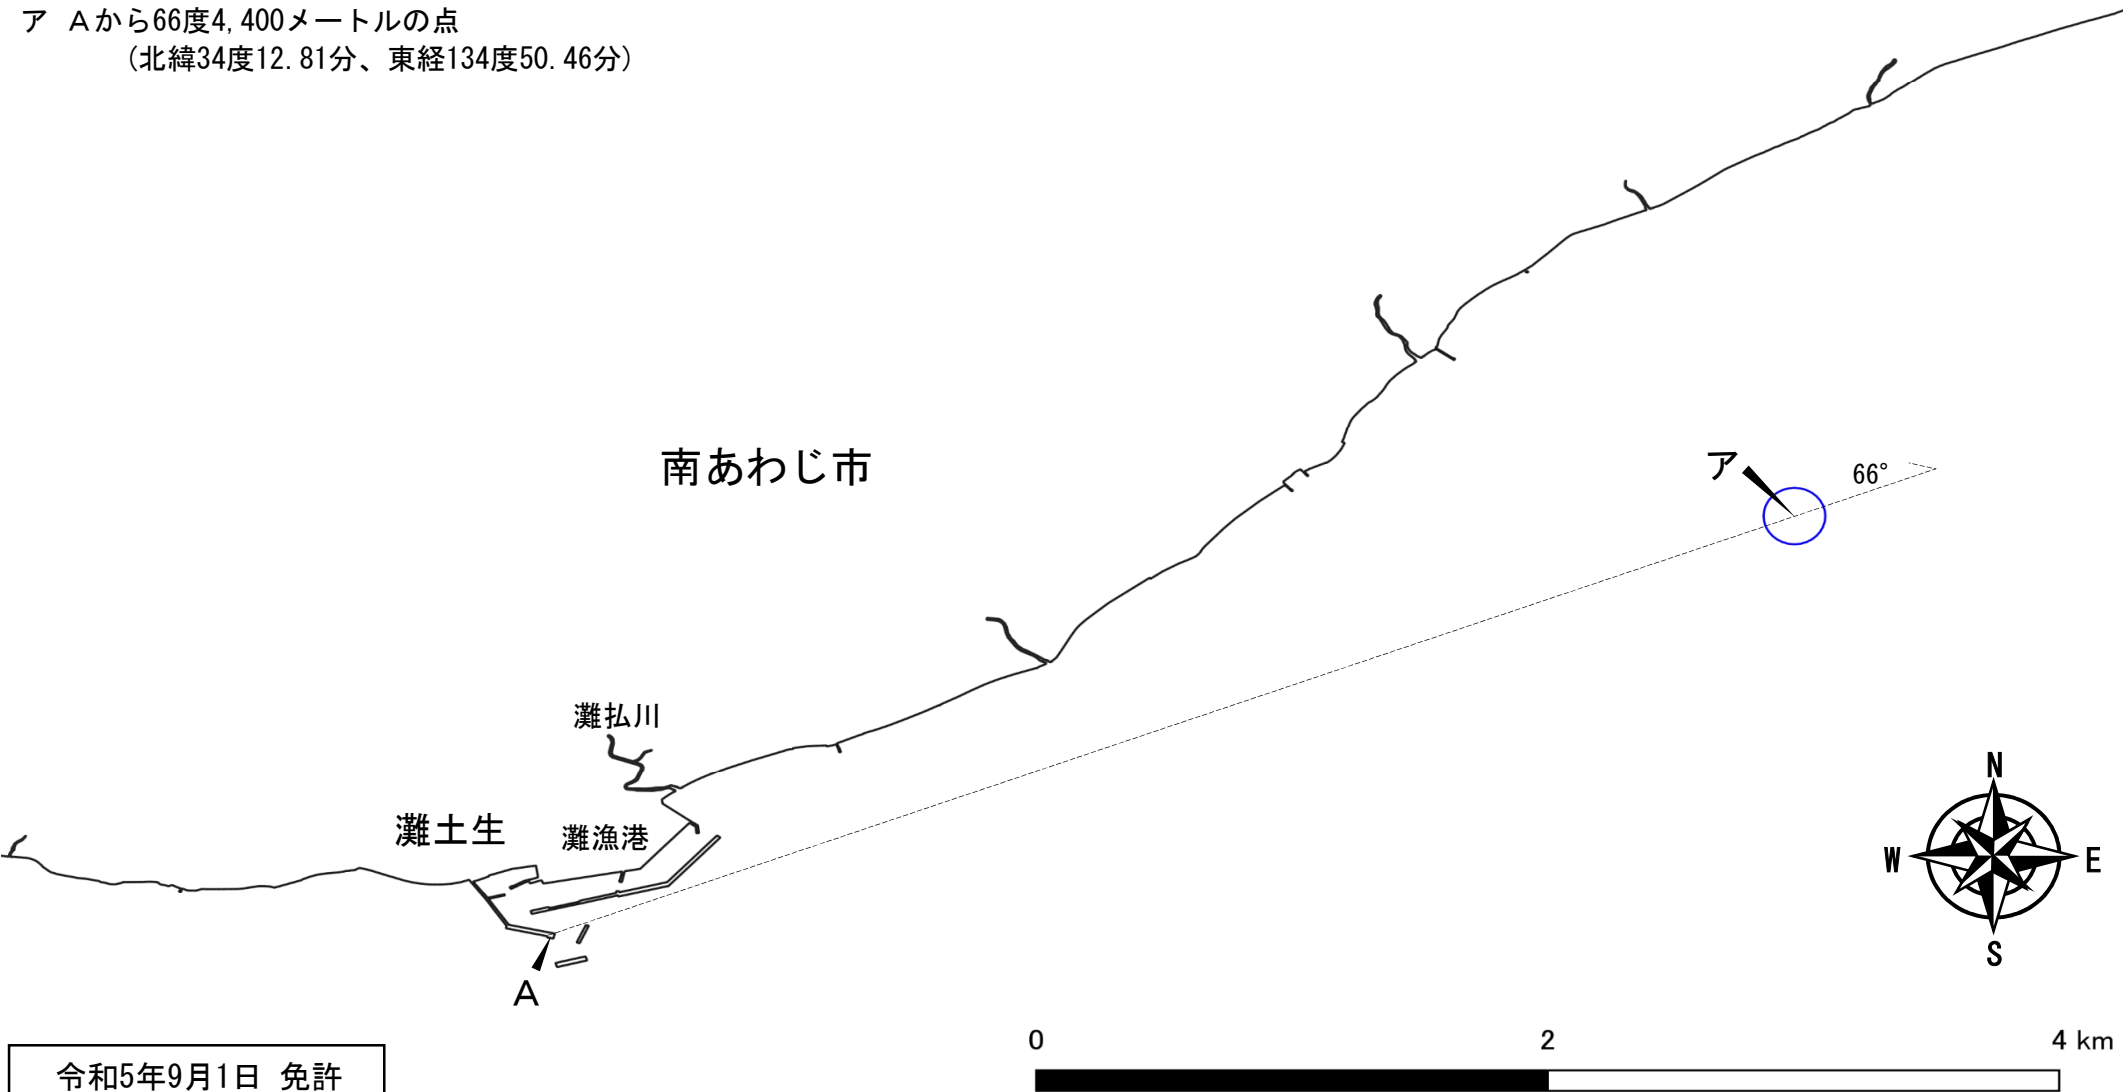 ア Aから66度4,400メートルの点
(北緯34度12.81分、東経134度50.46分)
南あわじ市
ア
66°
灘払川
灘土生
灘漁港
A
N
W
E
S
0
2
4 km
令和5年9月1日 免許